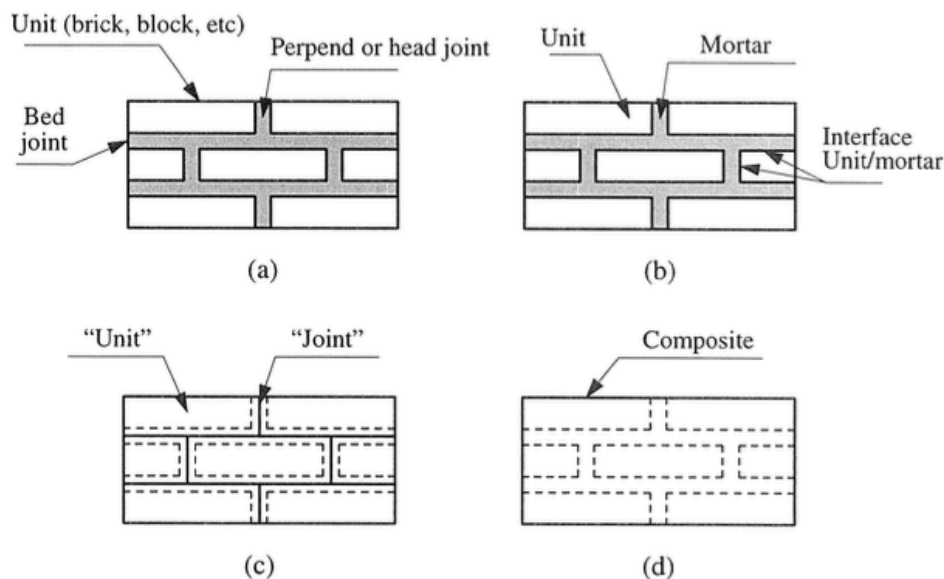 Unit (brick, block, etc)
Perpend or head joint
Bed
joint
(a)
Unit
Mortar
Interface
Unit/mortar
(b)
“Unit”
“Joint”
(c)
Composite
(d)